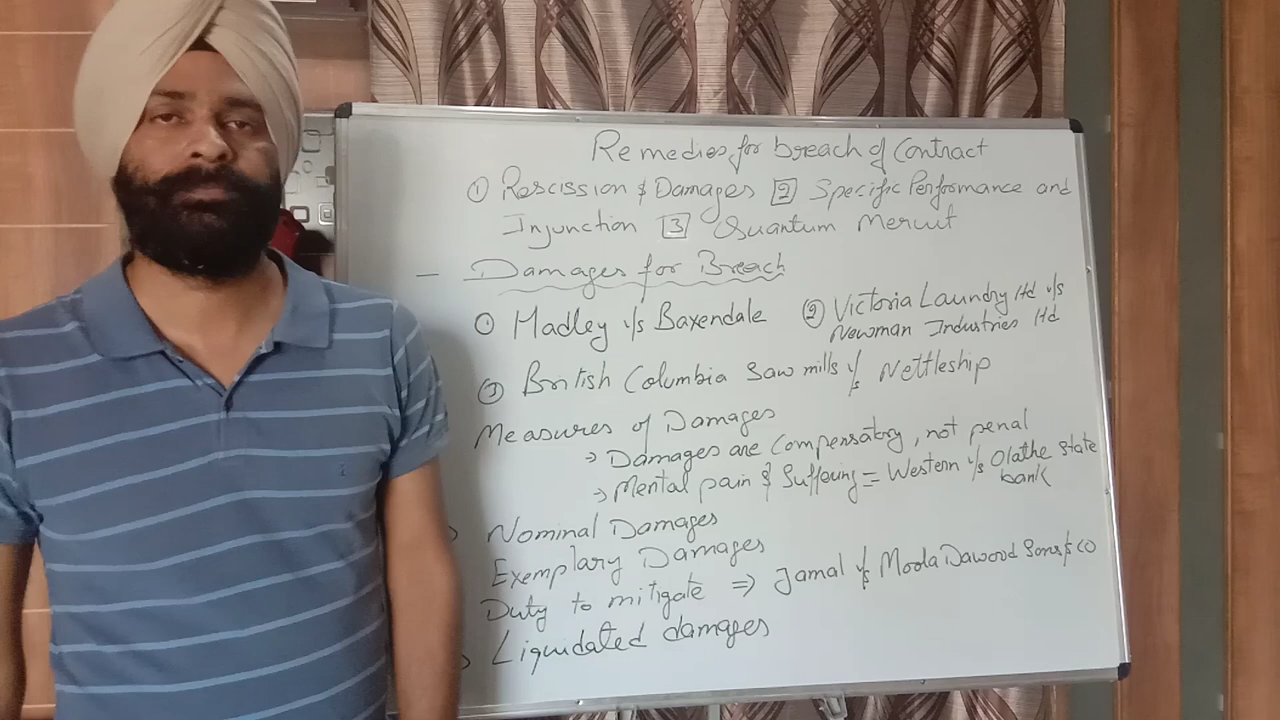 Remedies for breach of Contract
① Rescission & Damages [2] Specific Performance and
Injunction [3] Quantum Meruit
— Damages for Breach
① Hadley v/s Baxendale ② Victoria Laundry ltd v/s
Newman Industries ltd
③ British Columbia Saw mills v/s Nettleship
Measures of Damages
→ Damages are Compensatory, not penal
→ Mental pain & Suffering = Western v/s Olathe State
bank
Nominal Damages
Exemplary Damages
Duty to mitigate ⇒ Jamal v/s Moola Dawood Sons & Co
Liquidated damages